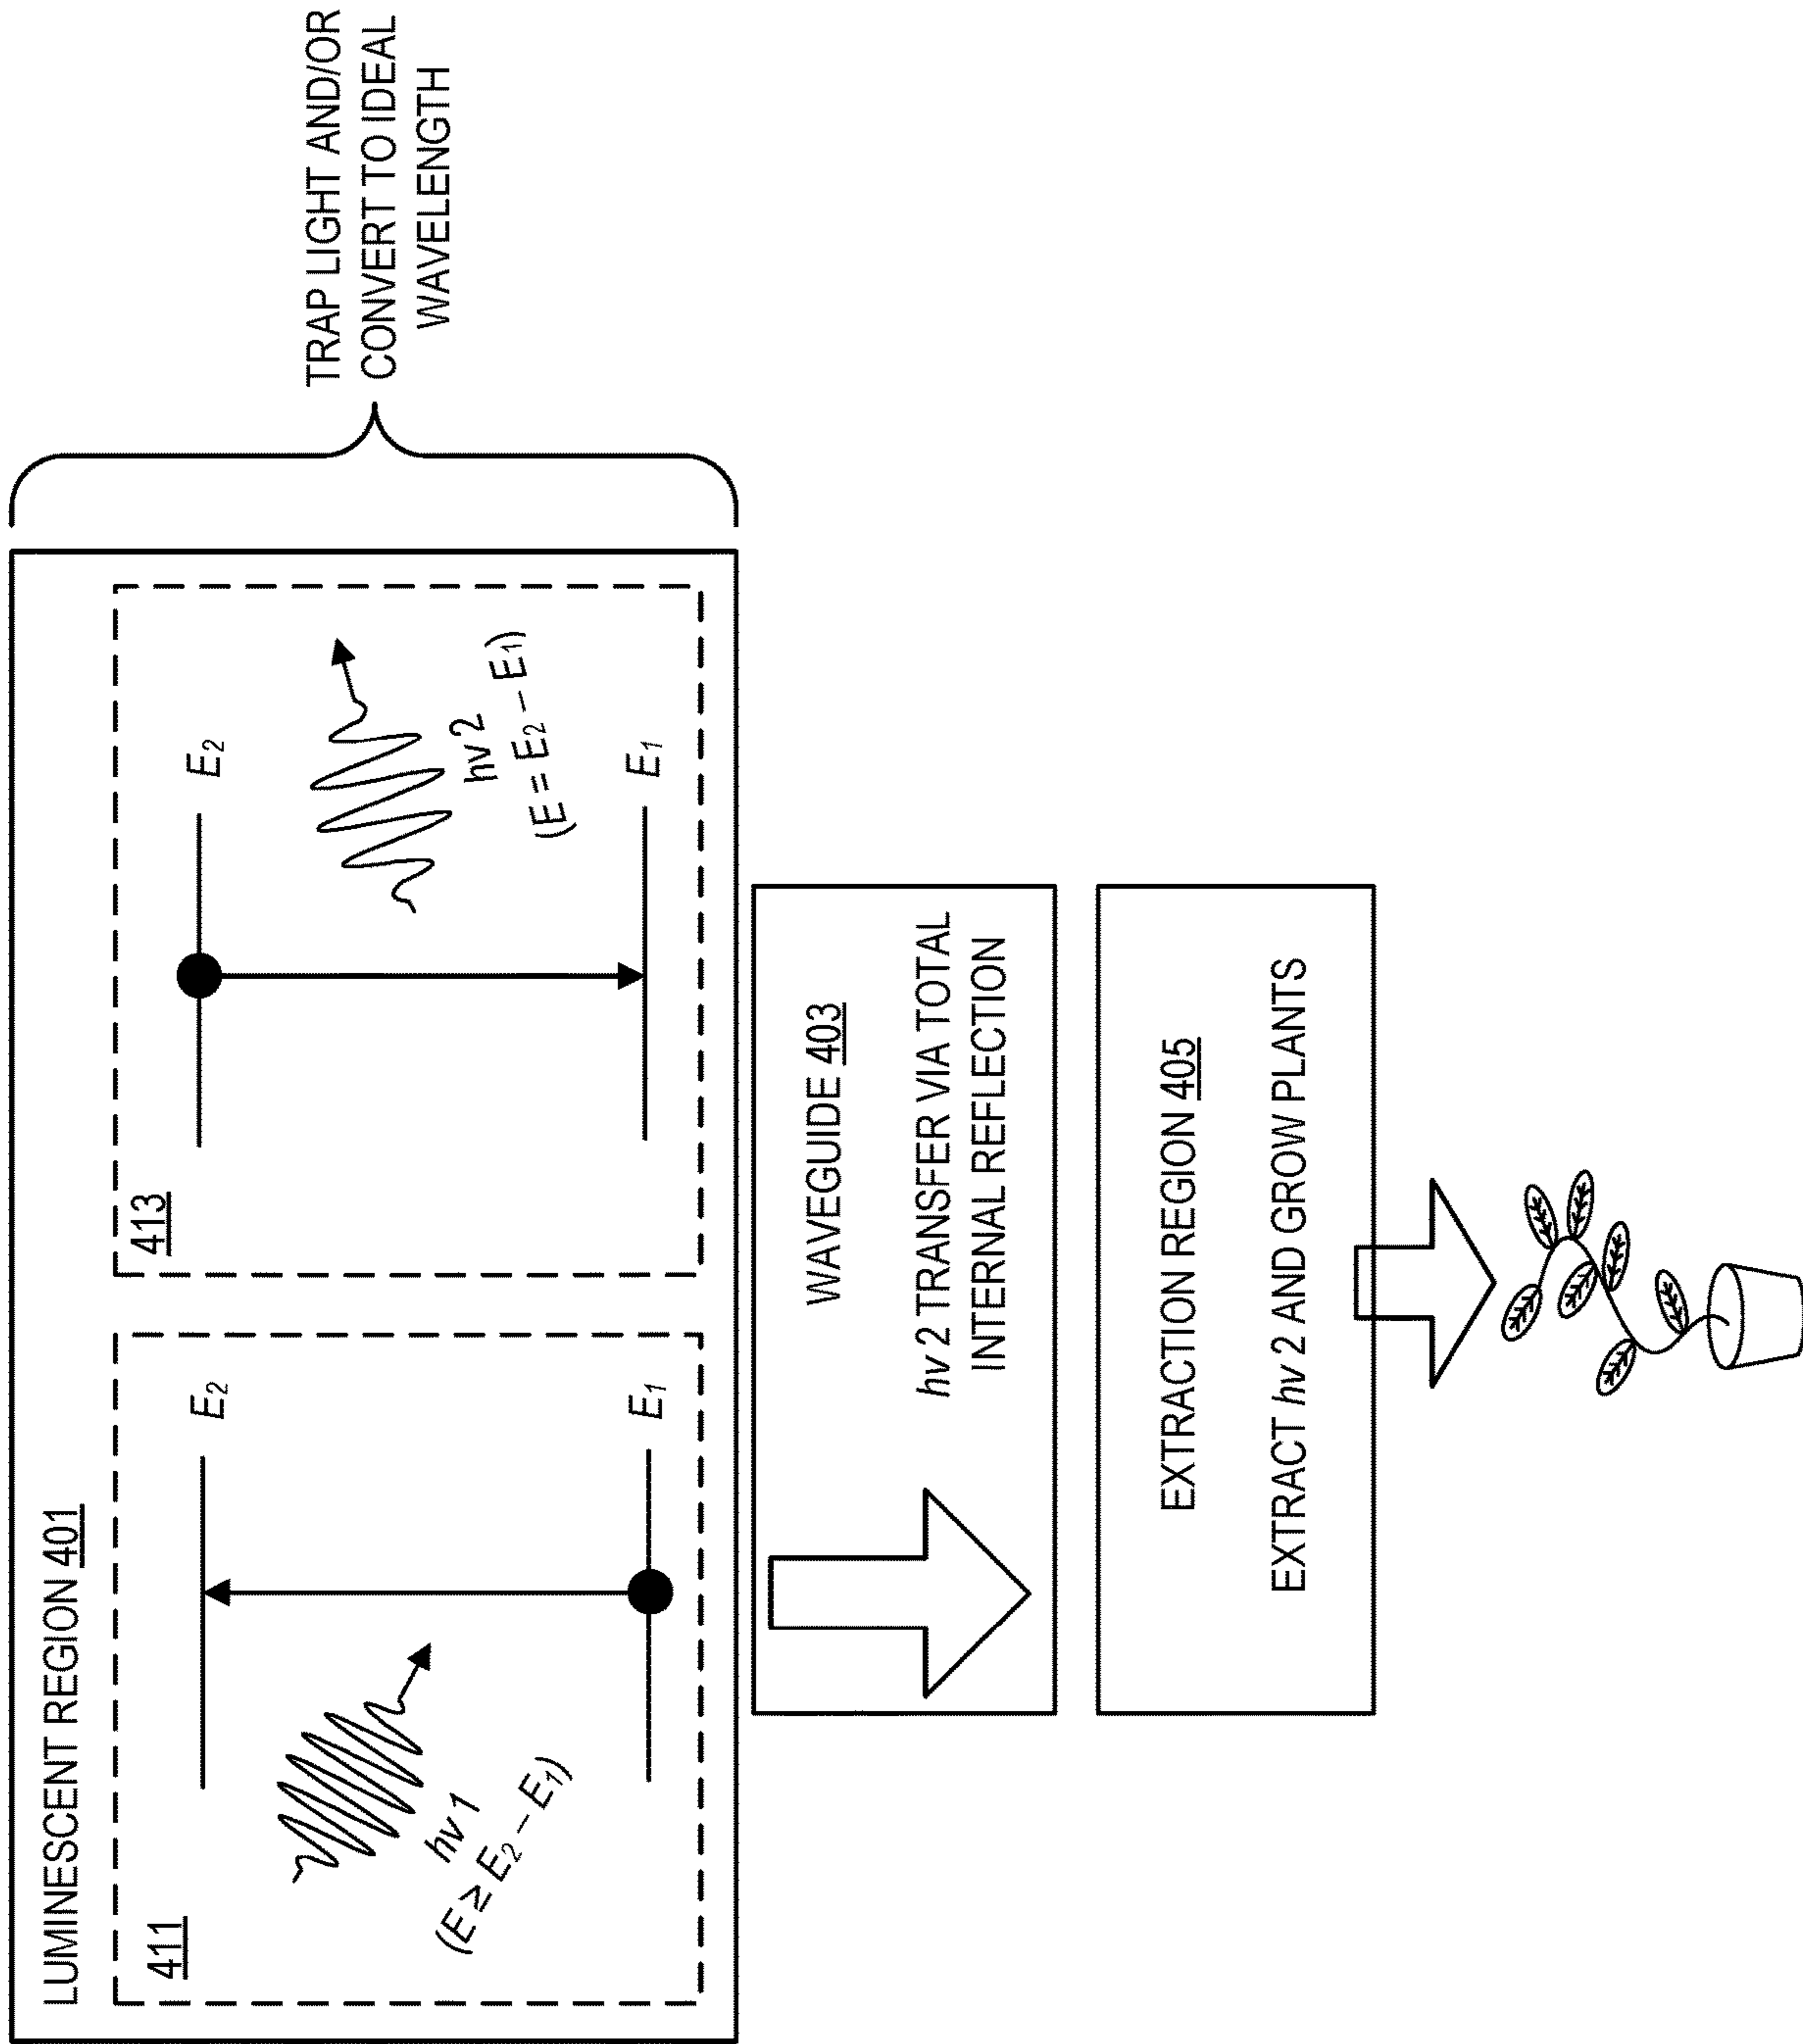 LUMINESCENT REGION 401
411
E₂
hv 1
(E ≥ E₂ – E₁)
E₁
413
E₂
hv 2
(E = E₂ – E₁)
E₁
TRAP LIGHT AND/OR
CONVERT TO IDEAL
WAVELENGTH
WAVEGUIDE 403
hv 2 TRANSFER VIA TOTAL
INTERNAL REFLECTION
EXTRACTION REGION 405
EXTRACT hv 2 AND GROW PLANTS